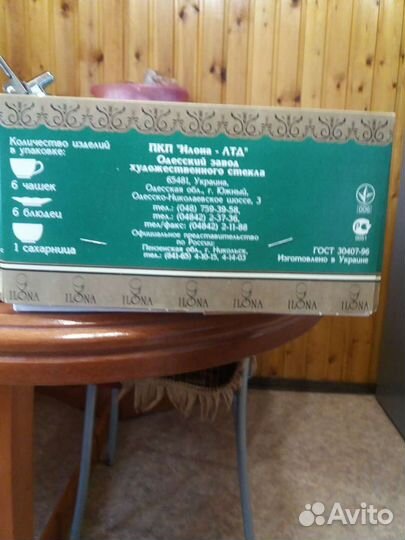 Количество изделий
в упаковке:
6 чашек
6 блюдец
1 сахарница
ПКП "Илона - ЛТД"
Одесский завод
художественного стекла
65481, Украина,
Одесская обл., г. Южный,
Одесско-Николаевское шоссе, 3
тел.: (048) 759-39-58,
тел.: (04842) 2-37-36,
тел/факс: (04842) 2-11-88
Официальное представительство
по России:
Пензенская обл., г. Никольск,
тел.: (841-65) 4-10-15, 4-14-03
ГОСТ 30407-96
Изготовлено в Украине
ILONA ILONA ILONA ILONA ILONA ILONA ILONA
Avito